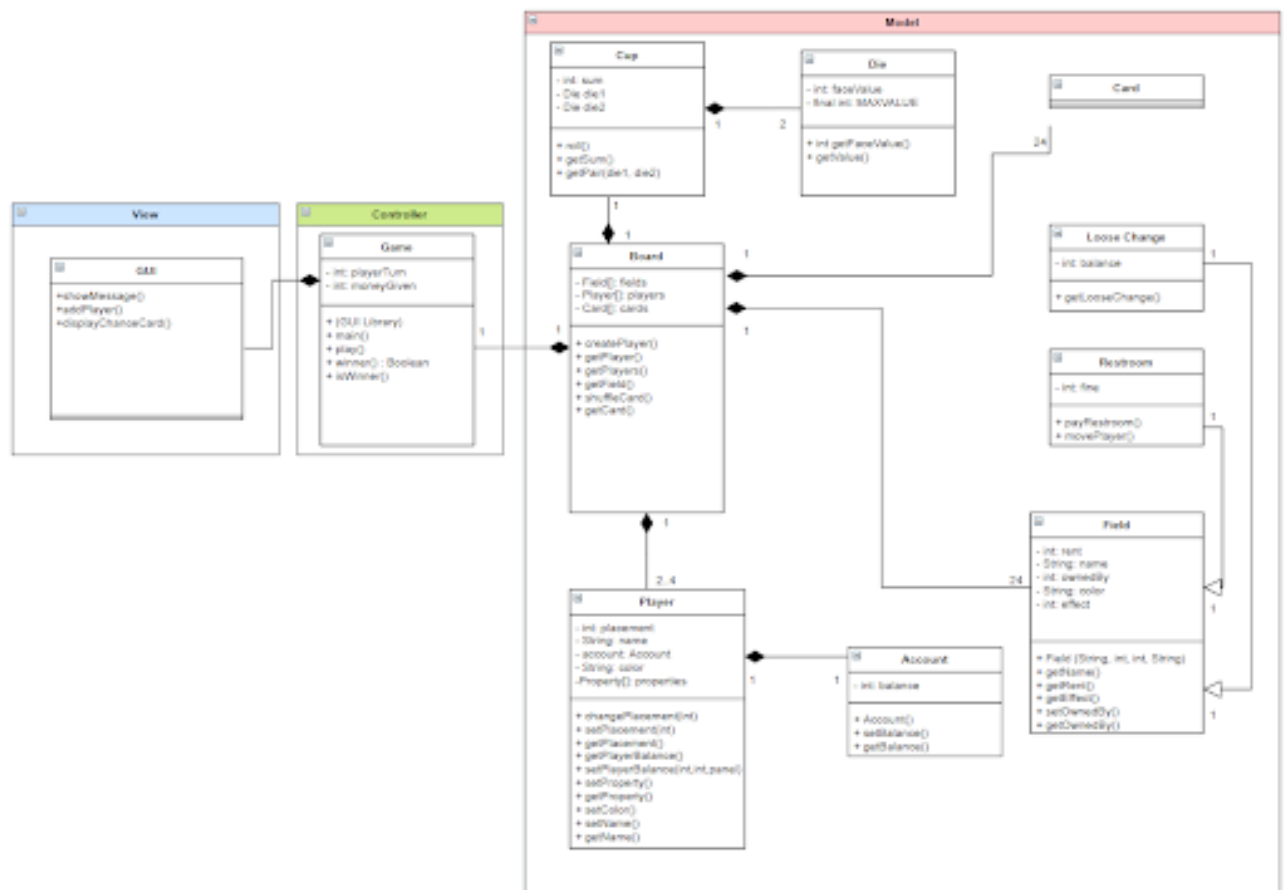 View
GUI
+showMessage()
+addPlayer()
+displayChanceCard()
Controller
Game
- int: playerTurn
- int: moneyGiven
+ (GUI Library)
+ main()
+ play()
+ winner() : Boolean
+ isWinner()
1
1
Model
Cup
- int: sum
- Die die1
- Die die2
+ roll()
+ getSum()
+ getPair(die1, die2)
1
2
Die
- int: faceValue
- final int: MAXVALUE
+ int getFaceValue()
+ getValue()
Card
24
1
1
Board
- Field[]: fields
- Player[]: players
- Card[]: cards
+ createPlayer()
+ getPlayer()
+ getPlayers()
+ getField()
+ shuffleCard()
+ getCard()
1
1
1
2..4
Loose Change
- int: balance
+ getLooseChange()
1
Restroom
- int: fine
+ payRestroom()
+ movePlayer()
1
Field
- int: rent
- String: name
- int: ownedBy
- String: color
- int: effect
+ Field (String, int, int, String)
+ getName()
+ getRent()
+ getEffect()
+ setOwnedBy()
+ getOwnedBy()
24
1
1
Player
- int: placement
- String: name
- account: Account
- String: color
-Property[]: properties
+ changePlacement(int)
+ setPlacement(int)
+ getPlacement()
+ getPlayerBalance()
+ setPlayerBalance(int,int,panel)
+ setProperty()
+ getProperty()
+ setColor()
+ setName()
+ getName()
1
1
Account
- int: balance
+ Account()
+ setBalance()
+ getBalance()